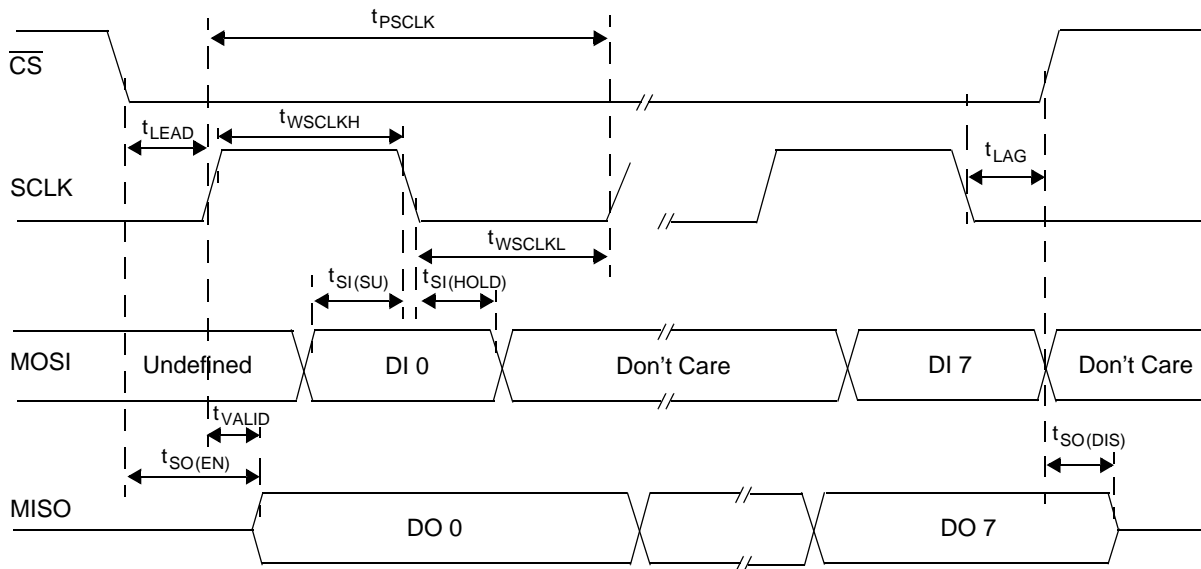 tPSCLK
CS
tLEAD
tWSCLKH
tLAG
SCLK
tWSCLKL
tSI(SU)
tSI(HOLD)
MOSI
Undefined
DI 0
Don't Care
DI 7
Don't Care
tVALID
tSO(EN)
tSO(DIS)
MISO
DO 0
DO 7